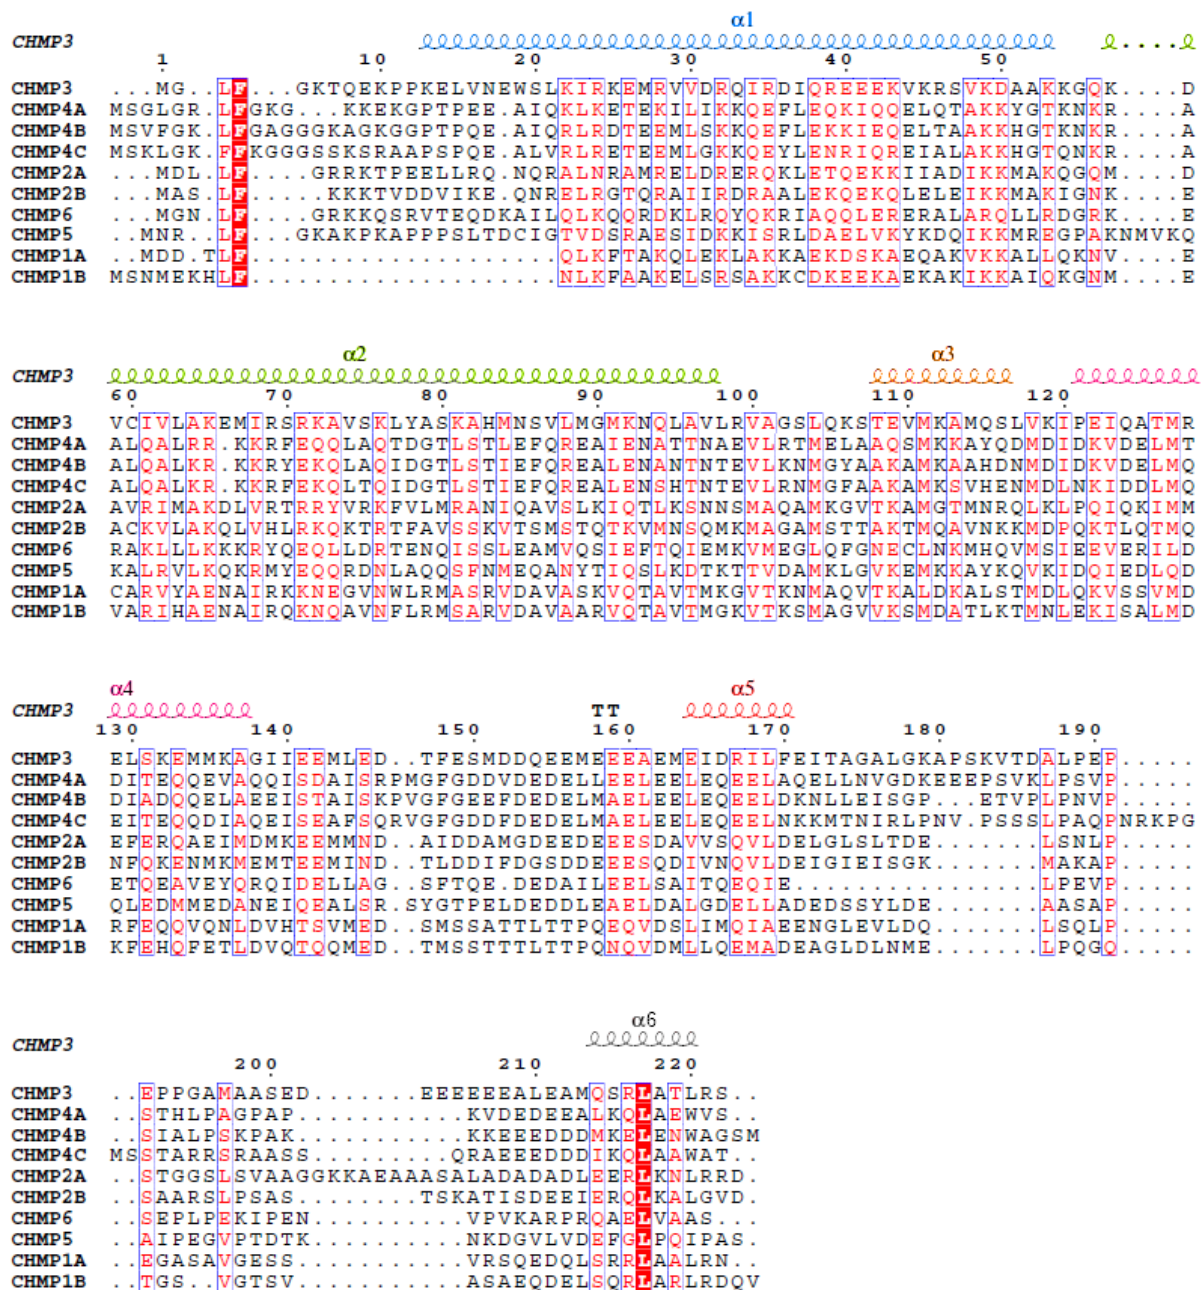 α1
CHMP3
1 10 20 30 40 50
CHMP3 ...MG..LF...GKTQEKPPKELVNEWSLKIRKEMRVVDRQIRDIQREEEKVKRSVKDAAKKGQK....D
CHMP4A MSGLGR.LFGKG...KKEKGPTPEE.AIQKLKETEKILIKKQEFLEQKIQQELQTAKKYGTKNKR....A
CHMP4B MSVFGK.LFGAGGGKAGKGGPTPQE.AIQRLRDTEEMLSKKQEFLEKKIEQELTAAKKHGTKNKR....A
CHMP4C MSKLGK.FFKGGGSSKSRAAPSPQE.ALVRLRETEEMLGKKQEYLENRIQREIALAKKHGTQNKR....A
CHMP2A ...MDL.LF....GRRKTPEELLRQ.NQRALNRAMRELDRERQKLETQEKKIIADIKKMAKQGQM....D
CHMP2B ...MAS.LF.....KKKTVDDVIKE.QNRELRGTQRAIIRDRAALEKQEKQLELEIKKMAKIGNK....E
CHMP6 ...MGN.LF....GRKKQSRVTEQDKAILQLKQQRDKLRQYQKRIAQQLERERALARQLLRDGRK....E
CHMP5 ..MNR..LF...GKAKPKAPPPSLTDCIGTVDSRAESIDKKISRLDAELVKYKDQIKKMREGPAKNMVKQ
CHMP1A ...MDD.TLF....................QLKFTAKQLEKLAKKAEKDSKAEQAKVKKALLQKNV....E
CHMP1B MSNMEKHLF....................NLKFAAKELSRSAKKCDKEEKAEKAKIKKAIQKGNM....E
α2 α3
CHMP3
60 70 80 90 100 110 120
CHMP3 VCIVLAKEMIRSRKAVSKLYASKAHMNSVLMGMKNQLAVLRVAGSLQKSTEVMKAMQSLVKIPEIQATMR
CHMP4A ALQALRR.KKRFEQQLAQTDGTLSTLEFQREAIENATTNAEVLRTMELAAQSMKKAYQDMDIDKVDELMT
CHMP4B ALQALKR.KKRYEKQLAQIDGTLSTIEFQREALENANTNTEVLKNMGYAAKAMKAAHDNMDIDKVDELMQ
CHMP4C ALQALKR.KKRFEKQLTQIDGTLSTIEFQREALENSHTNTEVLRNMGFAAKAMKSVHENMDLNKIDDLMQ
CHMP2A AVRIMAKDLVRTRRYVRKFVLMRANIQAVSLKIQTLKSNNSMAQAMKGVTKAMGTMNRQLKLPQIQKIMM
CHMP2B ACKVLAKQLVHLRKQKTRTFAVSSKVTSMSTQTKVMNSQMKMAGAMSTTAKTMQAVNKKMDPQKTLQTMQ
CHMP6 RAKLLLKKKRYQEQLLDRTENQISSLEAMVQSIEFTQIEMKVMEGLQFGNECLNKMHQVMSIEEVERILD
CHMP5 KALRVLKQKRMYEQQRDNLAQQSFNMEQANYTIQSLKDTKTTVDAMKLGVKEMKKAYKQVKIDQIEDLQD
CHMP1A CARVYAENAIRKKNEGVNWLRMASRVDAVASKVQTAVTMKGVTKNMAQVTKALDKALSTMDLQKVSSVMD
CHMP1B VARIHAENAIRQKNQAVNFLRMSARVDAVAARVQTAVTMGKVTKSMAGVVKSMDATLKTMNLEKISALMD
α4 α5
CHMP3 TT
130 140 150 160 170 180 190
CHMP3 ELSKEMMKAGIIEEMLED..TFESMDDQEEMEEEAEMEIDRILFEITAGALGKAPSKVTDALPEP.....
CHMP4A DITEQQEVAQQISDAISRPMGFGDDVDEDELLEELEELEQEELAQELLNVGDKEEEPSVKLPSVP.....
CHMP4B DIADQQELAEEISTAISKPVGFGEEFDEDELMAELEELEQEELDKNLLEISGP...ETVPLPNVP.....
CHMP4C EITEQQDIAQEISEAFSQRVGFGDDFDEDELMAELEELEQEELNKKMTNIRLPNV.PSSSLPAQPNRKPG
CHMP2A EFERQAEIMDMKEEMMND..AIDDAMGDEEDEEESDAVVSQVLDELGLSLTDE.......LSNLP.....
CHMP2B NFQKENMKMEMTEEMIND..TLDDIFDGSDDEEESQDIVNQVLDEIGIEISGK.......MAKAP.....
CHMP6 ETQEAVEYQRQIDELLAG..SFTQE.DEDAILEELSAITQEQIE................LPEVP.....
CHMP5 QLEDMMEDANEIQEALSR.SYGTPELDEDDLEAELDALGDELLADEDSSYLDE.......AASAP.....
CHMP1A RFEQQVQNLDVHTSVMED..SMSSATTLTTPQEQVDSLIMQIAEENGLEVLDQ.......LSQLP.....
CHMP1B KFEHQFETLDVQTQQMED..TMSSTTTLTTPQNQVDMLLQEMADEAGLDLNME.......LPQGQ.....
α6
CHMP3
200 210 220
CHMP3 ..EPPGAMAASED.......EEEEEEALEAMQSRLATLRS..
CHMP4A ..STHLPAGPAP..........KVDEDEEALKQLAEWVS...
CHMP4B ..SIALPSKPAK..........KKEEEDDDMKELENWAGSM
CHMP4C MSSTARRSRAASS.........QRAEEEDDDIKQLAAWAT..
CHMP2A ..STGGSLSVAAGGKKAEAAASALADADADLEERLKNLRRD.
CHMP2B ..SAARSLPSAS........TSKATISDEEIERQLKALGVD.
CHMP6 ..SEPLPEKIPEN..........VPVKARPRQAELVAAS...
CHMP5 ..AIPEGVPTDTK..........NKDGVLVDEFGLPQIPAS.
CHMP1A ..EGASAVGESS...........VRSQEDQLSRRLAALRN..
CHMP1B ..TGS..VGTSV...........ASAEQDELSQRLARLRDQV